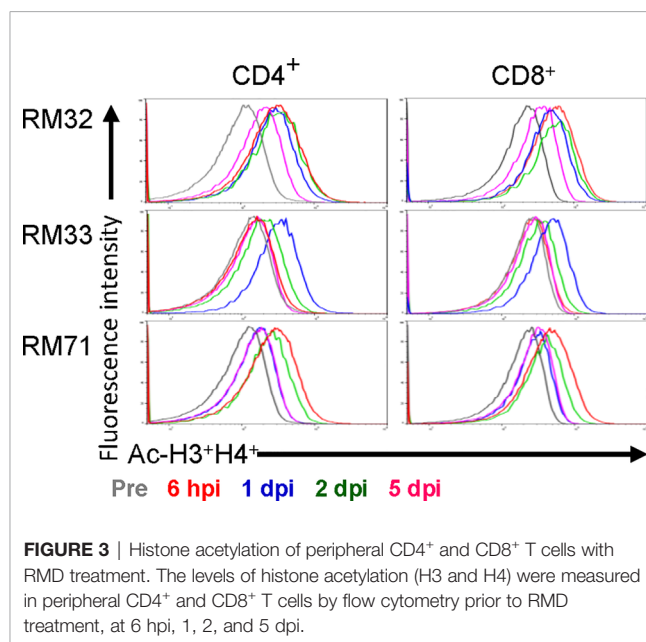 CD4⁺ CD8⁺
RM32
RM33
RM71
Fluorescence intensity
Ac-H3⁺H4⁺
Pre 6 hpi 1 dpi 2 dpi 5 dpi
FIGURE 3 | Histone acetylation of peripheral CD4⁺ and CD8⁺ T cells with
RMD treatment. The levels of histone acetylation (H3 and H4) were measured
in peripheral CD4⁺ and CD8⁺ T cells by flow cytometry prior to RMD
treatment, at 6 hpi, 1, 2, and 5 dpi.